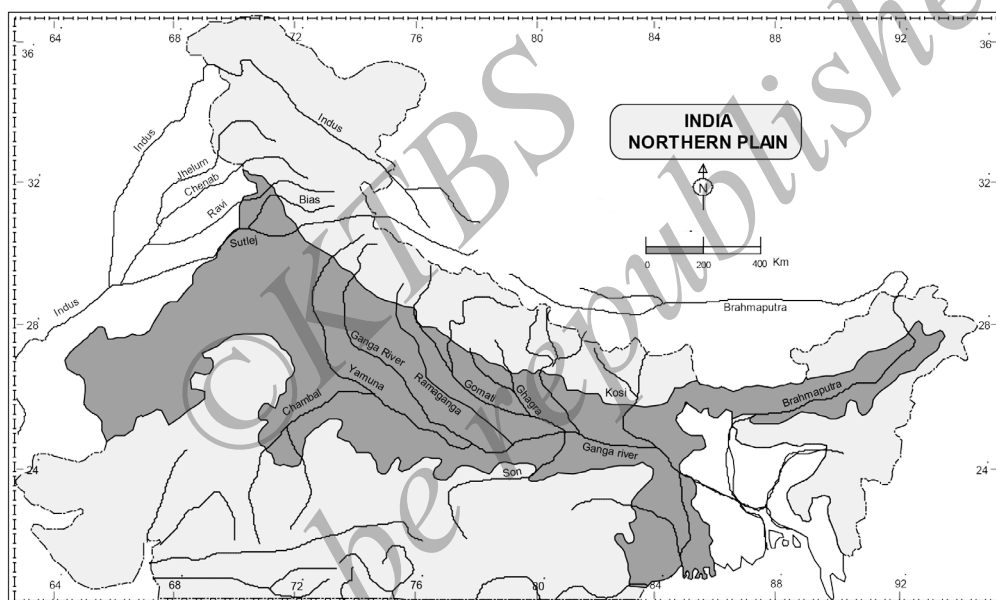 64 68 72 76 80 84 88 92
36 36
Indus
Indus
INDIA
NORTHERN PLAIN
N
Jhelum
32 32
Chenab
Ravi
Bias
Sutlej
0 200 400 Km
Indus
Brahmaputra
28 28
Ganga River
Yamuna
Ramaganga
Gomati
Ghagra
Kosi
Brahmaputra
Chambal
Ganga river
24 24
Son
64 68 72 76 80 84 88 92
©KTBS
be republishe